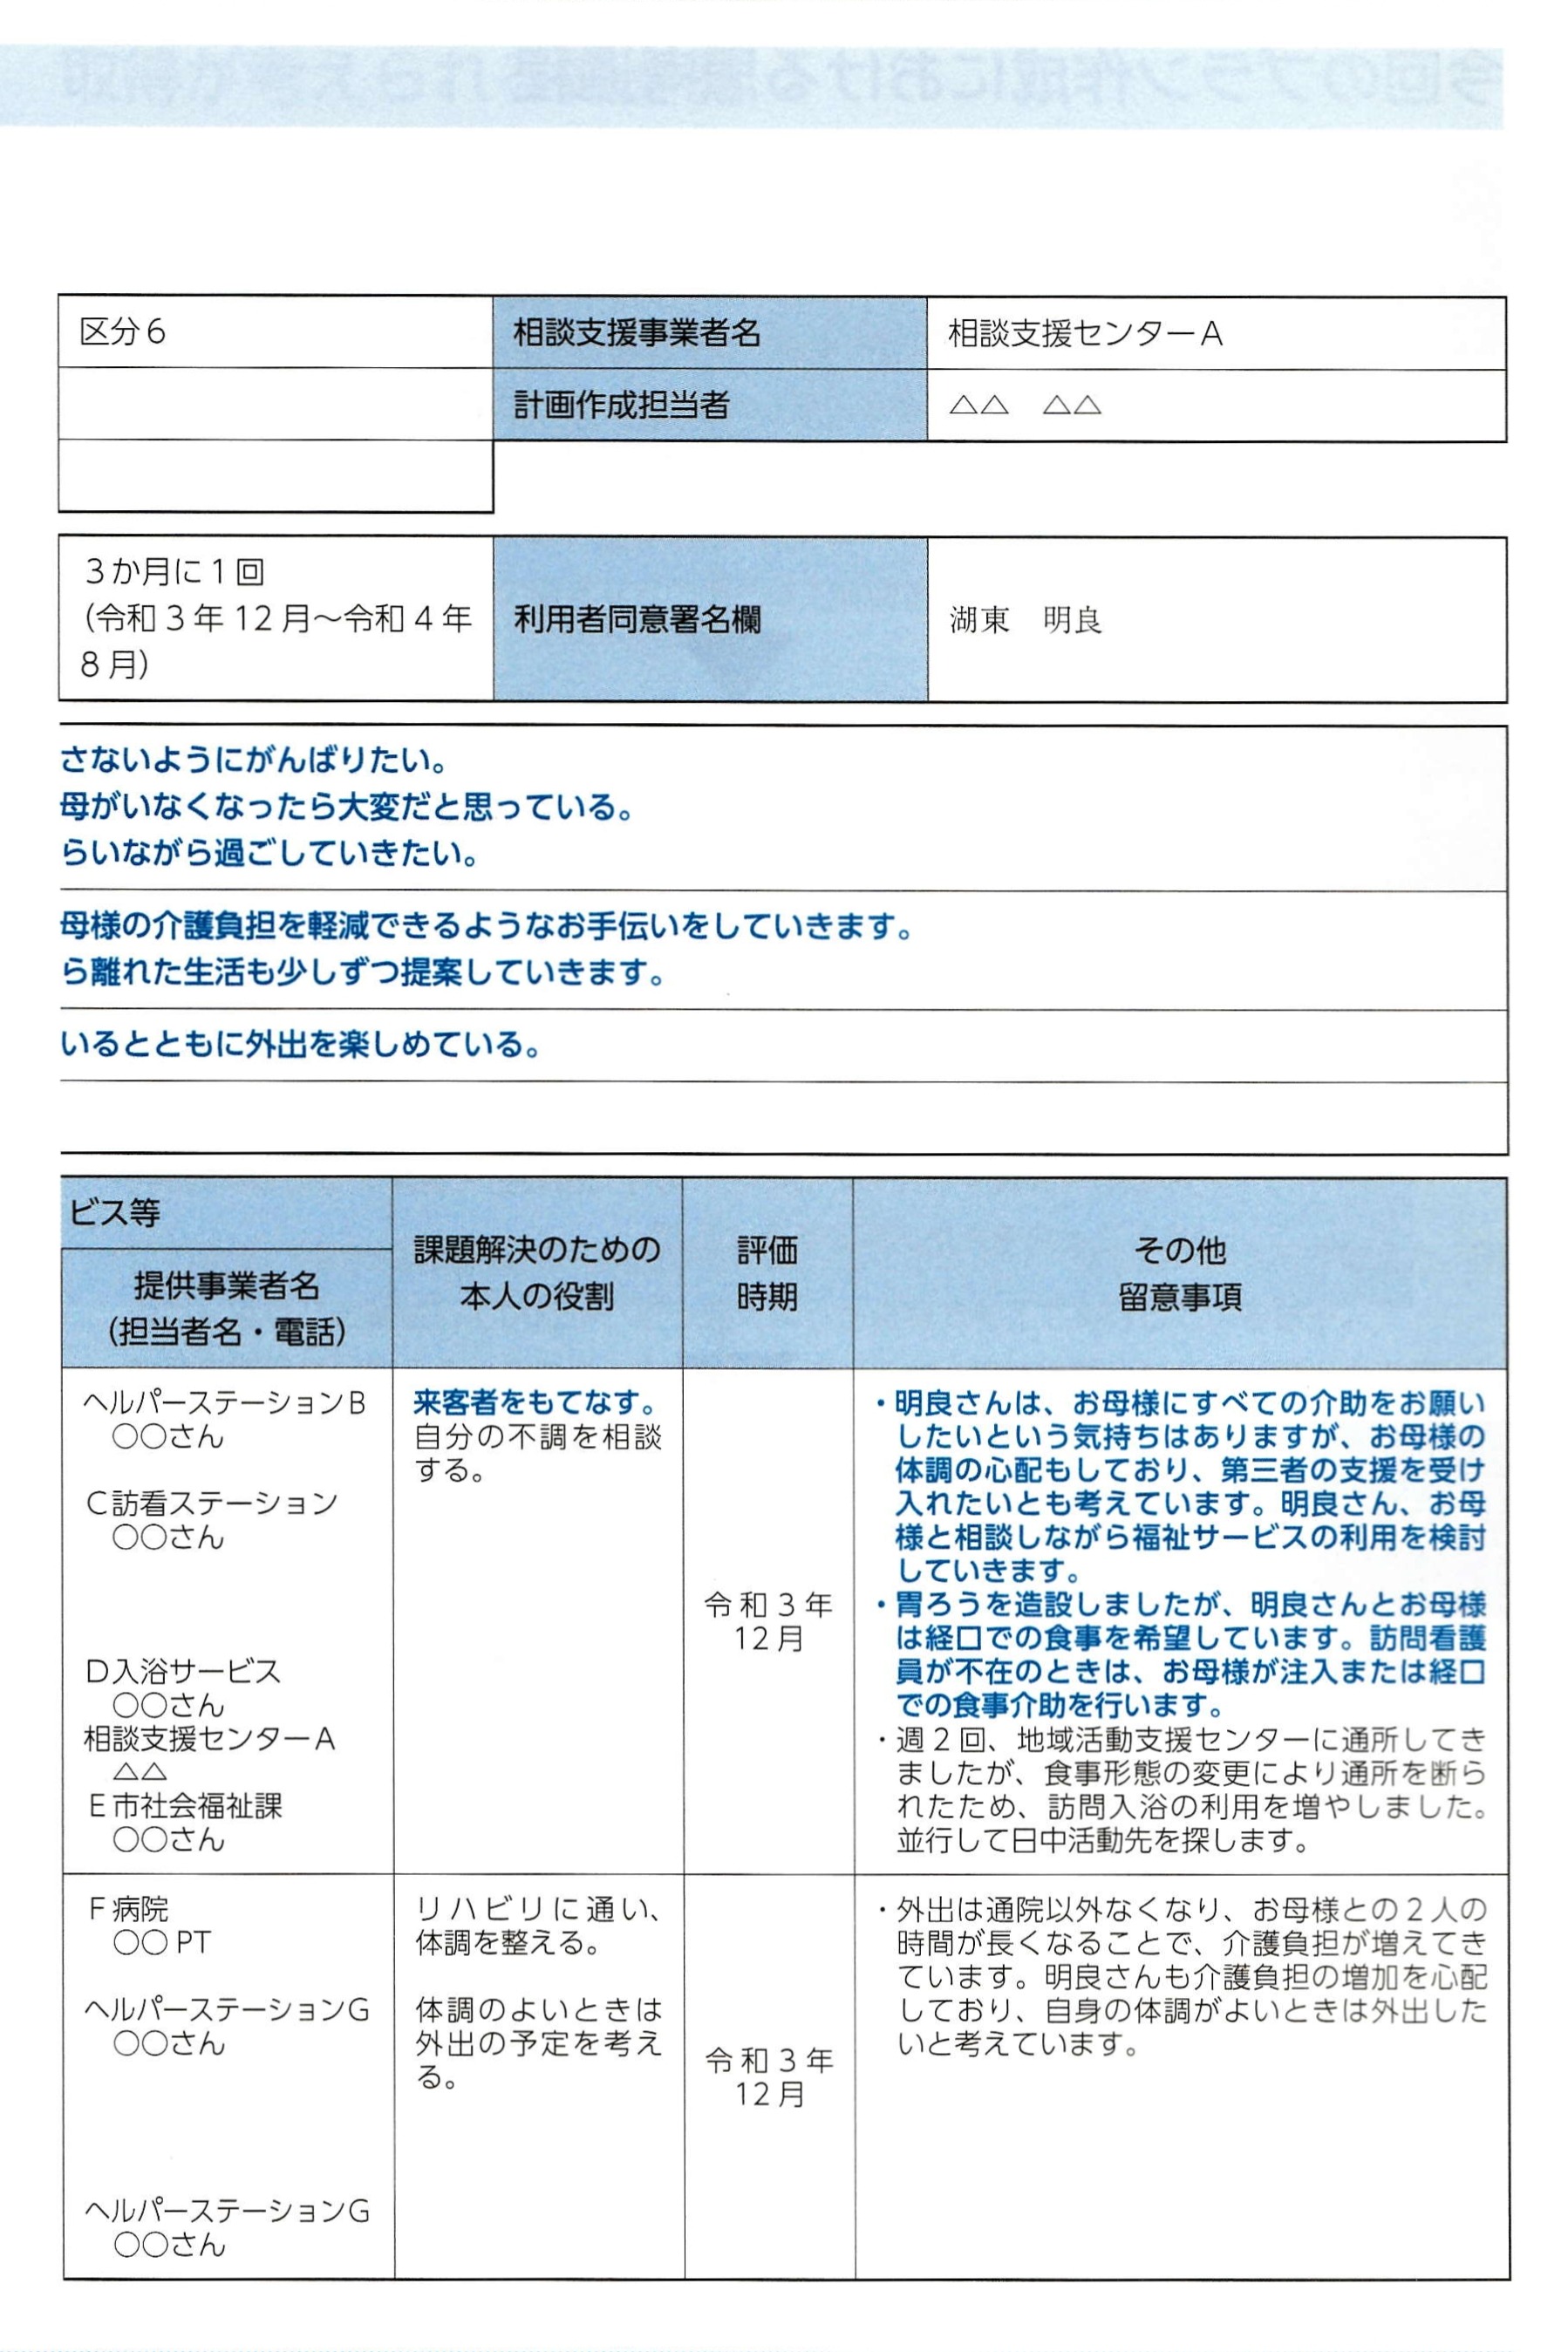 区分6
相談支援事業者名
相談支援センターA
計画作成担当者
△△　△△
3か月に1回
(令和3年12月～令和4年
8月)
利用者同意署名欄
湖東　明良
さないようにがんばりたい。
母がいなくなったら大変だと思っている。
らいながら過ごしていきたい。
母様の介護負担を軽減できるようなお手伝いをしていきます。
ら離れた生活も少しずつ提案していきます。
いるとともに外出を楽しめている。
ビス等
提供事業者名
(担当者名・電話)
課題解決のための
本人の役割
評価
時期
その他
留意事項
ヘルパーステーションB
○○さん
C訪看ステーション
○○さん
D入浴サービス
○○さん
相談支援センターA
△△
E市社会福祉課
○○さん
来客者をもてなす。
自分の不調を相談
する。
令和3年
12月
・明良さんは、お母様にすべての介助をお願い
したいという気持ちはありますが、お母様の
体調の心配もしており、第三者の支援を受け
入れたいとも考えています。明良さん、お母
様と相談しながら福祉サービスの利用を検討
していきます。
・胃ろうを造設しましたが、明良さんとお母様
は経口での食事を希望しています。訪問看護
員が不在のときは、お母様が注入または経口
での食事介助を行います。
・週2回、地域活動支援センターに通所してき
ましたが、食事形態の変更により通所を断ら
れたため、訪問入浴の利用を増やしました。
並行して日中活動先を探します。
F病院
○○PT
ヘルパーステーションG
○○さん
ヘルパーステーションG
○○さん
リハビリに通い、
体調を整える。
体調のよいときは
外出の予定を考え
る。
令和3年
12月
・外出は通院以外なくなり、お母様との2人の
時間が長くなることで、介護負担が増えてき
ています。明良さんも介護負担の増加を心配
しており、自身の体調がよいときは外出した
いと考えています。